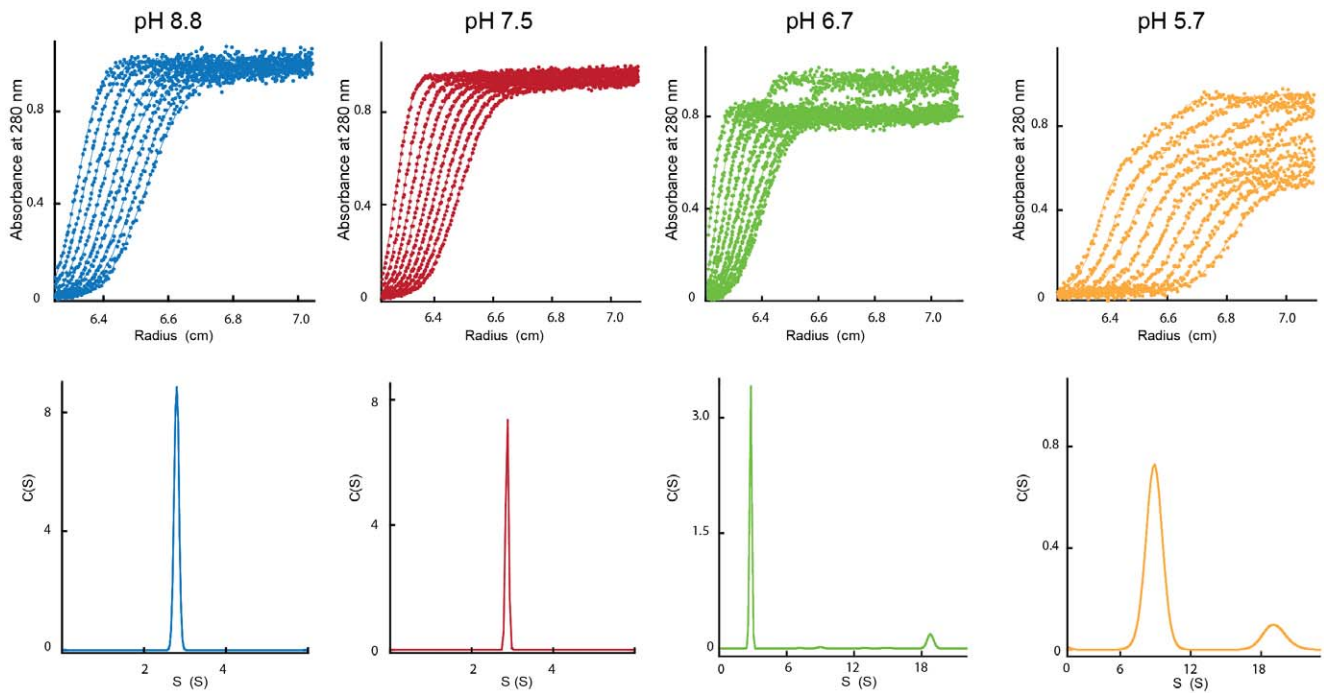 pH 8.8
pH 7.5
pH 6.7
pH 5.7
Absorbance at 280 nm
0.8
0.4
0
6.4
6.6
6.8
7.0
Radius (cm)
Absorbance at 280 nm
0.8
0.4
0
6.4
6.6
6.8
7.0
Radius (cm)
Absorbance at 280 nm
0.8
0.4
0
6.4
6.6
6.8
7.0
Radius (cm)
Absorbance at 280 nm
0.8
0.4
0
6.4
6.6
6.8
7.0
Radius (cm)
C(S)
8
4
0
2
4
S (S)
C(S)
8
4
0
2
4
S (S)
C(S)
3.0
1.5
0
0
6
12
18
S (S)
C(S)
0.8
0.4
0
0
6
12
18
S (S)